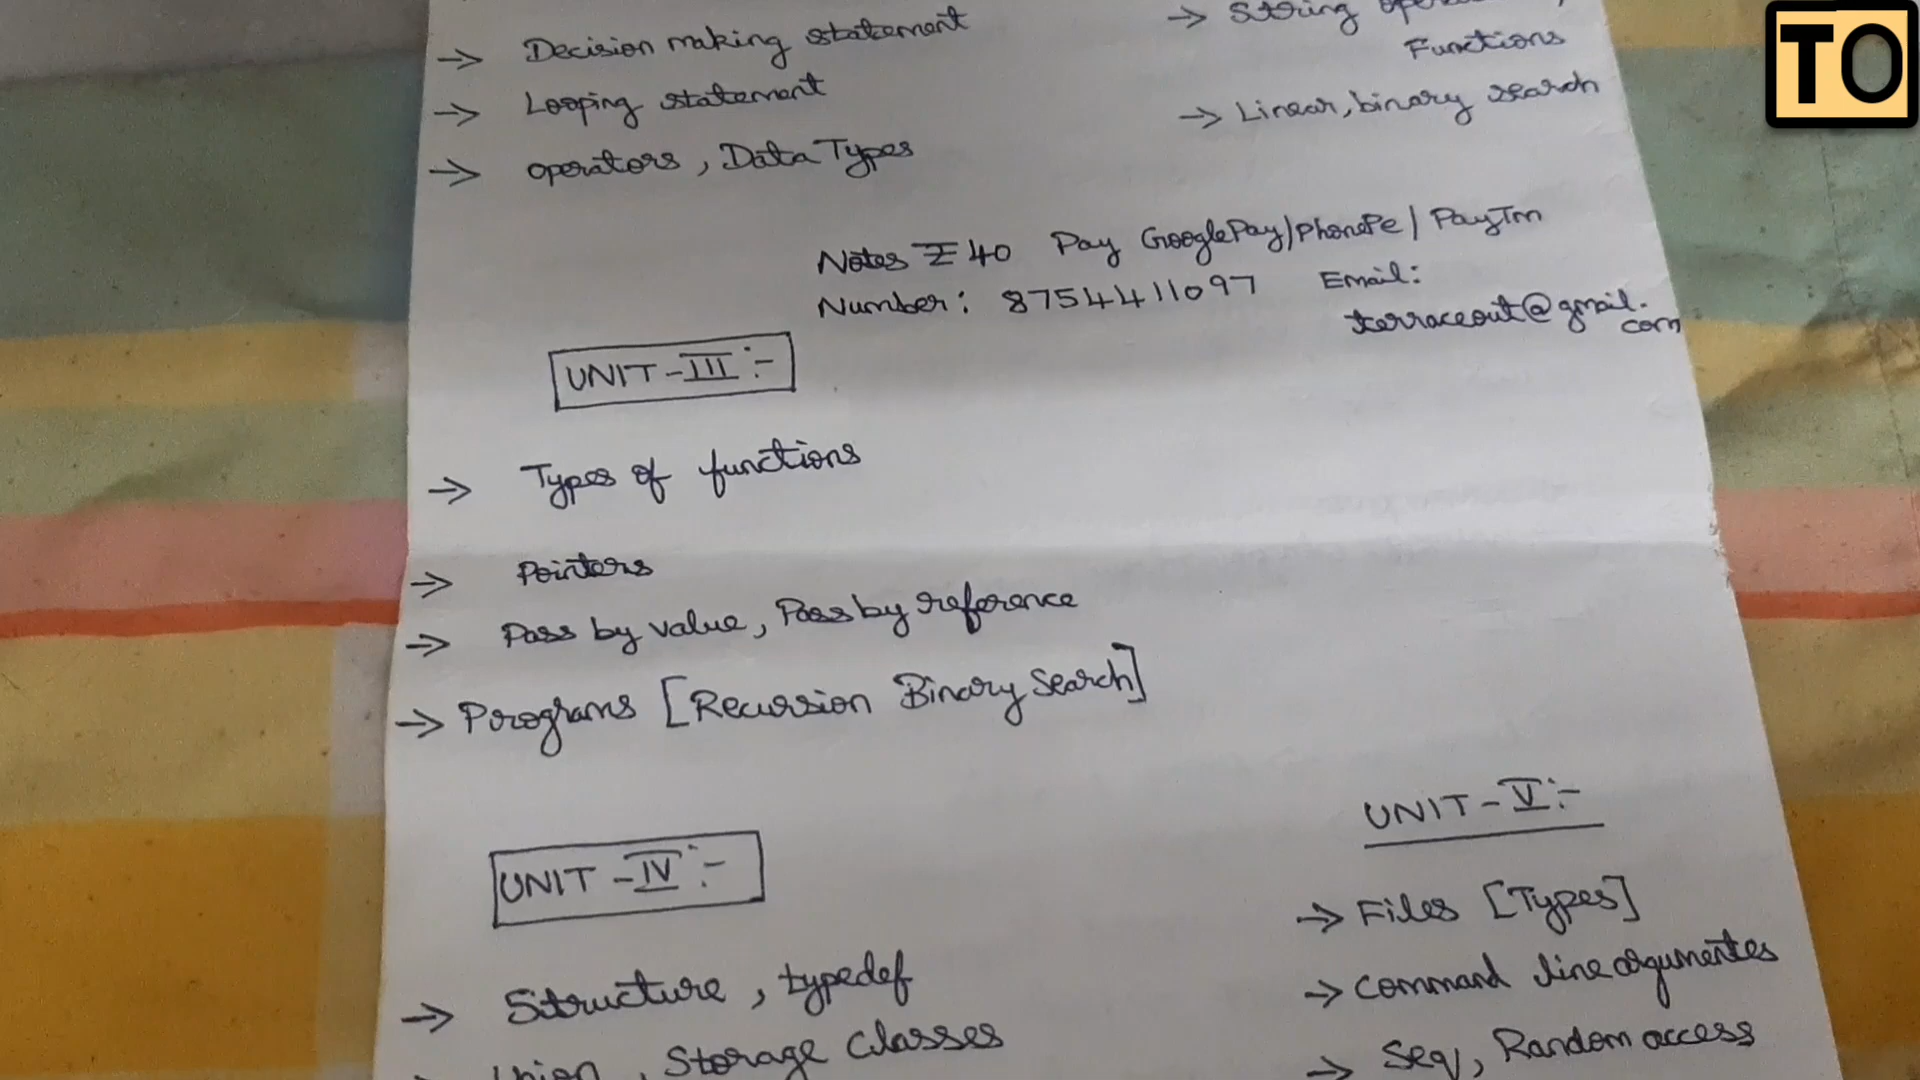 TO
→ Decision making statement
→ Looping statement
→ operators, Data Types
→ String
Functions
→ Linear, binary search
Notes ₹ 40 Pay GooglePay/PhonePe/PayTm
Number: 8754411097 Email:
terraceout@gmail.
com
UNIT-III:-
→ Types of functions
→ Pointers
→ Pass by value, Pass by reference
→ Programs [Recursion Binary Search]
UNIT-IV:-
→ Structure, typedef
Union, Storage Classes
UNIT-V:-
→ Files [Types]
→ Command line argumentes
→ Seq, Random access